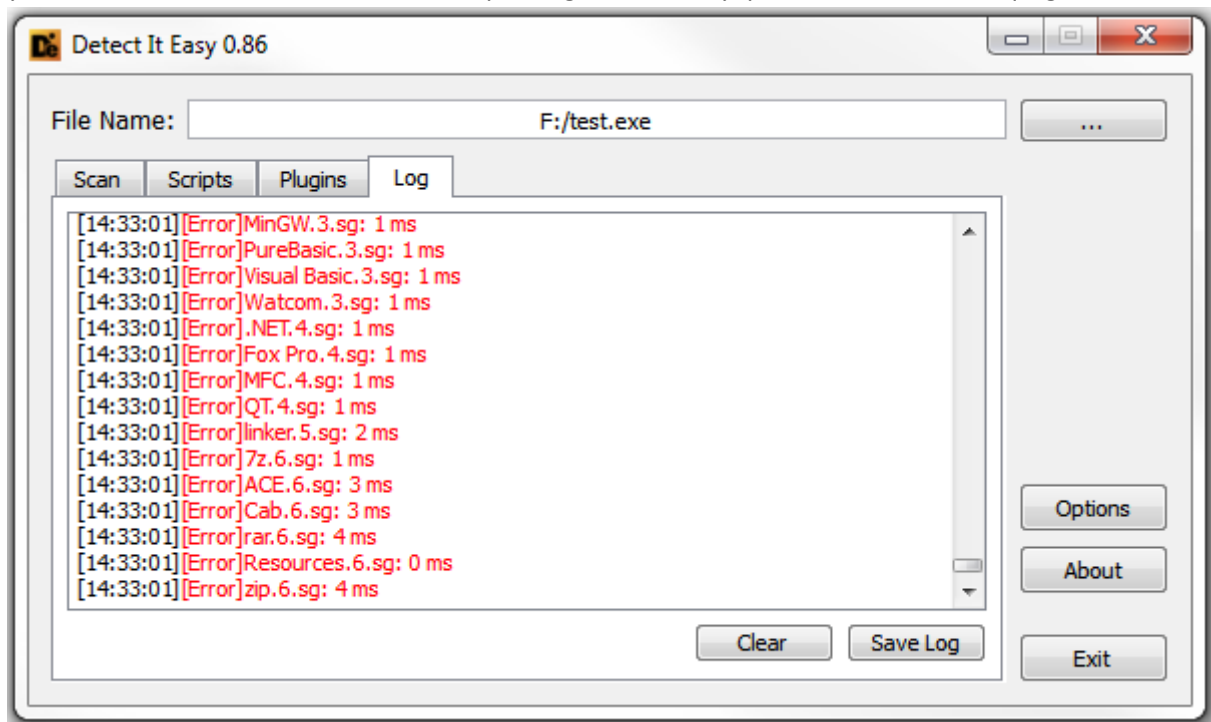 Detect It Easy 0.86
File Name: F:/test.exe ...
Scan Scripts Plugins Log
[14:33:01][Error]MinGW.3.sg: 1 ms
[14:33:01][Error]PureBasic.3.sg: 1 ms
[14:33:01][Error]Visual Basic.3.sg: 1 ms
[14:33:01][Error]Watcom.3.sg: 1 ms
[14:33:01][Error].NET.4.sg: 1 ms
[14:33:01][Error]Fox Pro.4.sg: 1 ms
[14:33:01][Error]MFC.4.sg: 1 ms
[14:33:01][Error]QT.4.sg: 1 ms
[14:33:01][Error]linker.5.sg: 2 ms
[14:33:01][Error]7z.6.sg: 1 ms
[14:33:01][Error]ACE.6.sg: 3 ms
[14:33:01][Error]Cab.6.sg: 3 ms
[14:33:01][Error]rar.6.sg: 4 ms
[14:33:01][Error]Resources.6.sg: 0 ms
[14:33:01][Error]zip.6.sg: 4 ms
Options
About
Clear Save Log
Exit